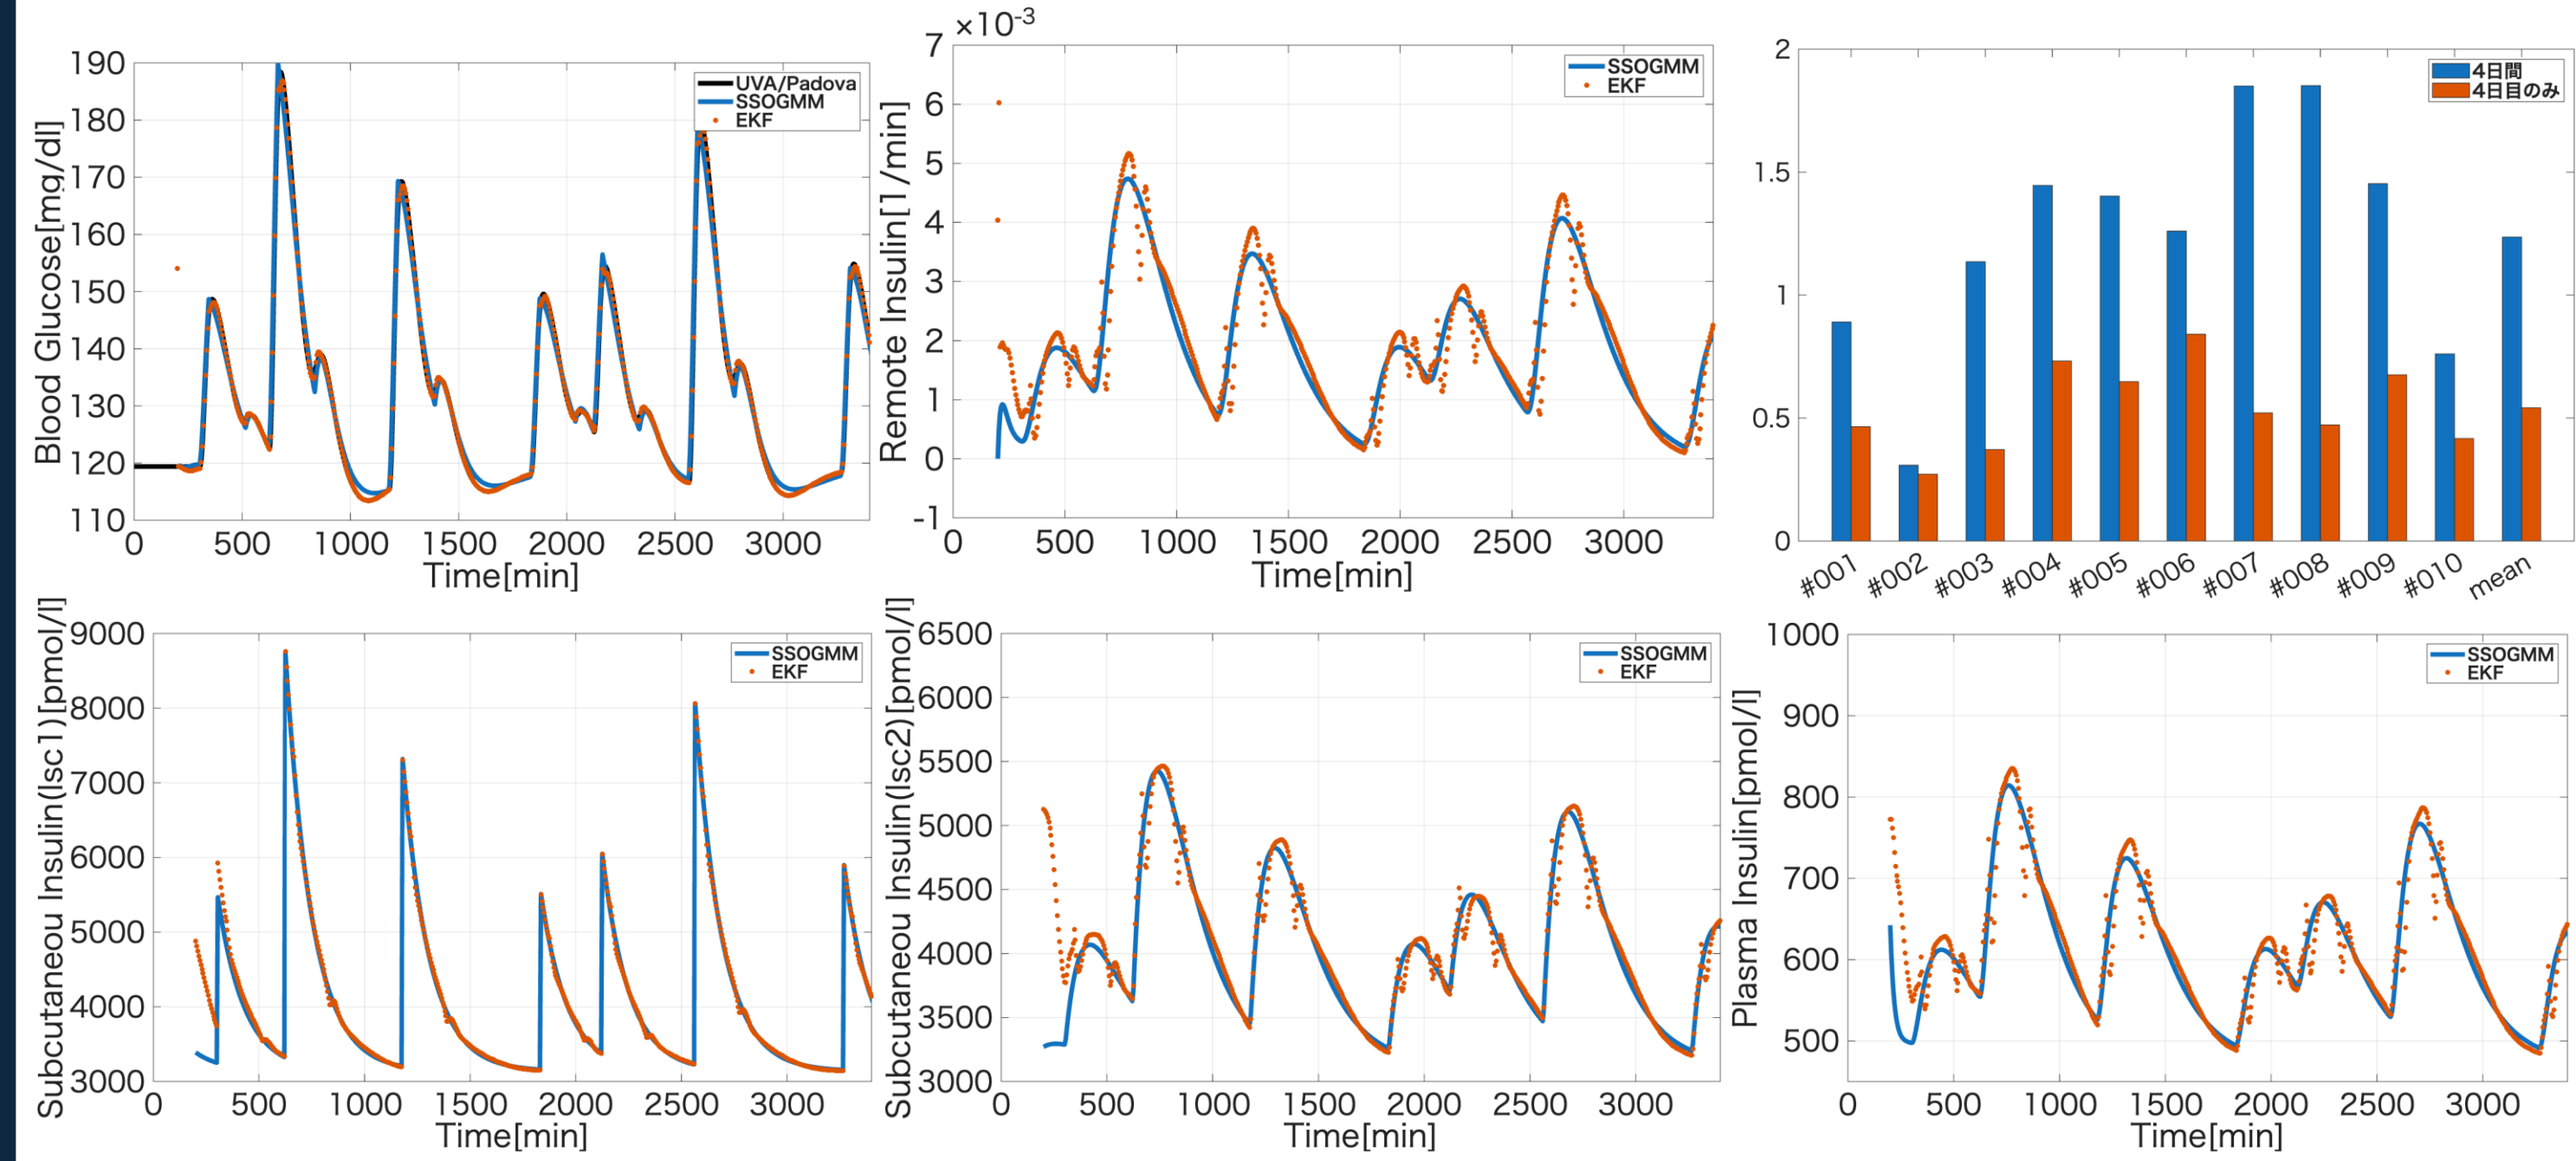 Blood Glucose[mg/dl]
190
180
170
160
150
140
130
120
110
UVA/Padova
SSOGMM
EKF
0 500 1000 1500 2000 2500 3000
Time[min]
×10-3
Remote Insulin[1/min]
7
6
5
4
3
2
1
0
-1
SSOGMM
EKF
0 500 1000 1500 2000 2500 3000
Time[min]
2
1.5
1
0.5
0
4日間
4日目のみ
#001 #002 #003 #004 #005 #006 #007 #008 #009 #010 mean
Subcutaneou Insulin(Isc1)[pmol/l]
9000
8000
7000
6000
5000
4000
3000
SSOGMM
EKF
0 500 1000 1500 2000 2500 3000
Time[min]
Subcutaneou Insulin(Isc2)[pmol/l]
6500
6000
5500
5000
4500
4000
3500
3000
SSOGMM
EKF
0 500 1000 1500 2000 2500 3000
Time[min]
Plasma Insulin[pmol/l]
1000
900
800
700
600
500
SSOGMM
EKF
0 500 1000 1500 2000 2500 3000
Time[min]